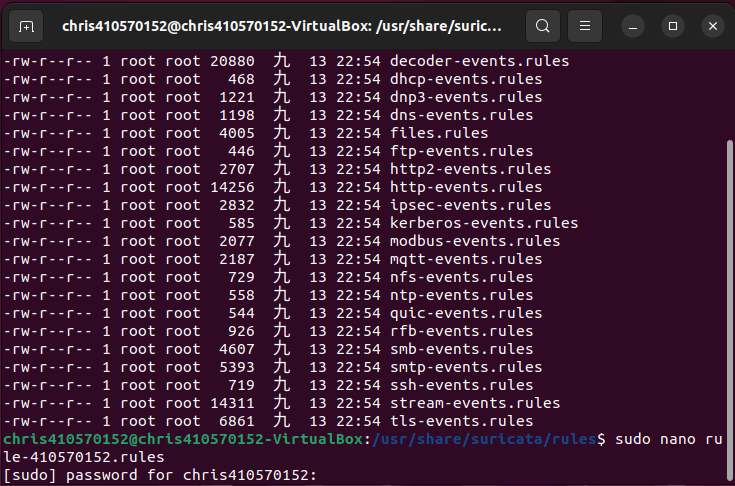 chris410570152@chris410570152-VirtualBox: /usr/share/suric…
-rw-r--r-- 1 root root 20880 九 13 22:54 decoder-events.rules
-rw-r--r-- 1 root root 468 九 13 22:54 dhcp-events.rules
-rw-r--r-- 1 root root 1221 九 13 22:54 dnp3-events.rules
-rw-r--r-- 1 root root 1198 九 13 22:54 dns-events.rules
-rw-r--r-- 1 root root 4005 九 13 22:54 files.rules
-rw-r--r-- 1 root root 446 九 13 22:54 ftp-events.rules
-rw-r--r-- 1 root root 2707 九 13 22:54 http2-events.rules
-rw-r--r-- 1 root root 14256 九 13 22:54 http-events.rules
-rw-r--r-- 1 root root 2832 九 13 22:54 ipsec-events.rules
-rw-r--r-- 1 root root 585 九 13 22:54 kerberos-events.rules
-rw-r--r-- 1 root root 2077 九 13 22:54 modbus-events.rules
-rw-r--r-- 1 root root 2187 九 13 22:54 mqtt-events.rules
-rw-r--r-- 1 root root 729 九 13 22:54 nfs-events.rules
-rw-r--r-- 1 root root 558 九 13 22:54 ntp-events.rules
-rw-r--r-- 1 root root 544 九 13 22:54 quic-events.rules
-rw-r--r-- 1 root root 926 九 13 22:54 rfb-events.rules
-rw-r--r-- 1 root root 4607 九 13 22:54 smb-events.rules
-rw-r--r-- 1 root root 5393 九 13 22:54 smtp-events.rules
-rw-r--r-- 1 root root 719 九 13 22:54 ssh-events.rules
-rw-r--r-- 1 root root 14311 九 13 22:54 stream-events.rules
-rw-r--r-- 1 root root 6861 九 13 22:54 tls-events.rules
chris410570152@chris410570152-VirtualBox:/usr/share/suricata/rules$ sudo nano ru
le-410570152.rules
[sudo] password for chris410570152: